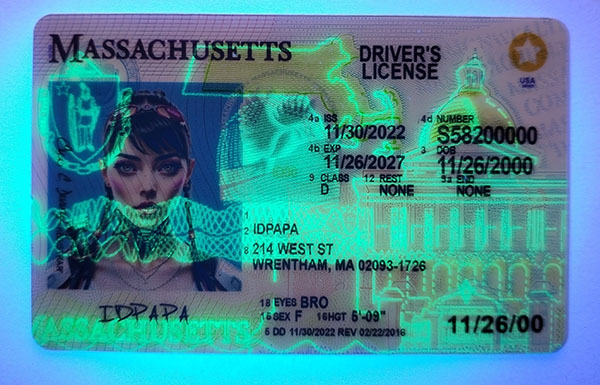 MASSACHUSETTS
DRIVER'S
LICENSE
USA
4a ISS
11/30/2022
4d NUMBER
S58200000
4b EXP
11/26/2027
3 DOB
11/26/2000
9 CLASS
D
12 REST
NONE
9a END
NONE
1
2 IDPAPA
8 214 WEST ST
WRENTHAM, MA 02093-1726
18 EYES BRO
15 SEX F 16 HGT 5'-09"
5 DD 11/30/2022 REV 02/22/2016
11/26/00
IDPAPA
MASSACHUSETTS